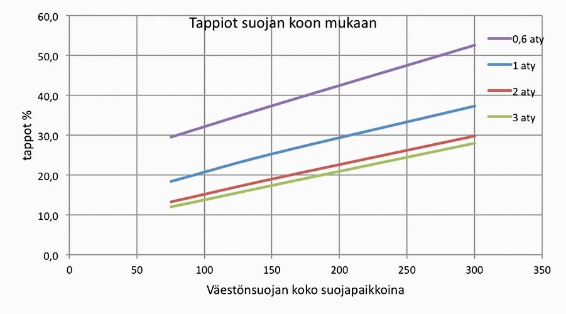 Tappiot suojan koon mukaan
tappot %
60,0
50,0
40,0
30,0
20,0
10,0
0,0
0 50 100 150 200 250 300 350
Väestönsuojan koko suojapaikkoina
0,6 aty
1 aty
2 aty
3 aty